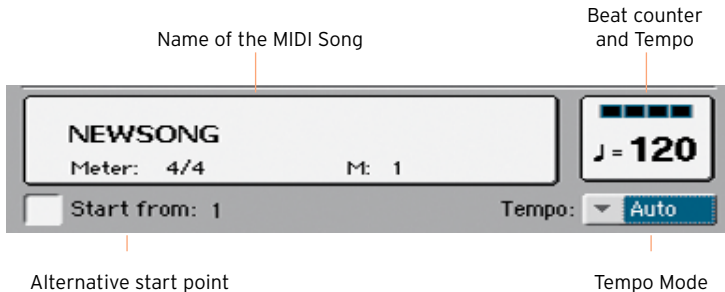 Name of the MIDI Song
Beat counter
and Tempo
NEWSONG
♩ = 120
Meter: 4/4 M: 1
Start from: 1 Tempo: Auto
Alternative start point
Tempo Mode